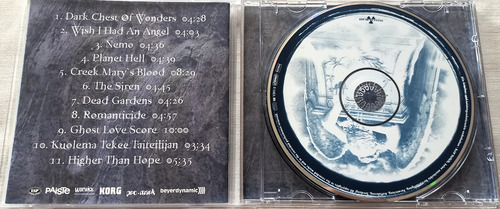 1. Dark Chest Of Wonders 04:28
2. Wish I Had An Angel 04:03
3. Nemo 04:36
4. Planet Hell 04:39
5. Creek Mary's Blood 08:29
6. The Siren 04:45
7. Dead Gardens 04:26
8. Romanticide 04:57
9. Ghost Love Score 10:00
10. Kuolema Tekee Taiteilijan 03:34
11. Higher Than Hope 05:35
ESP PAiSTe KORG beyerdynamic